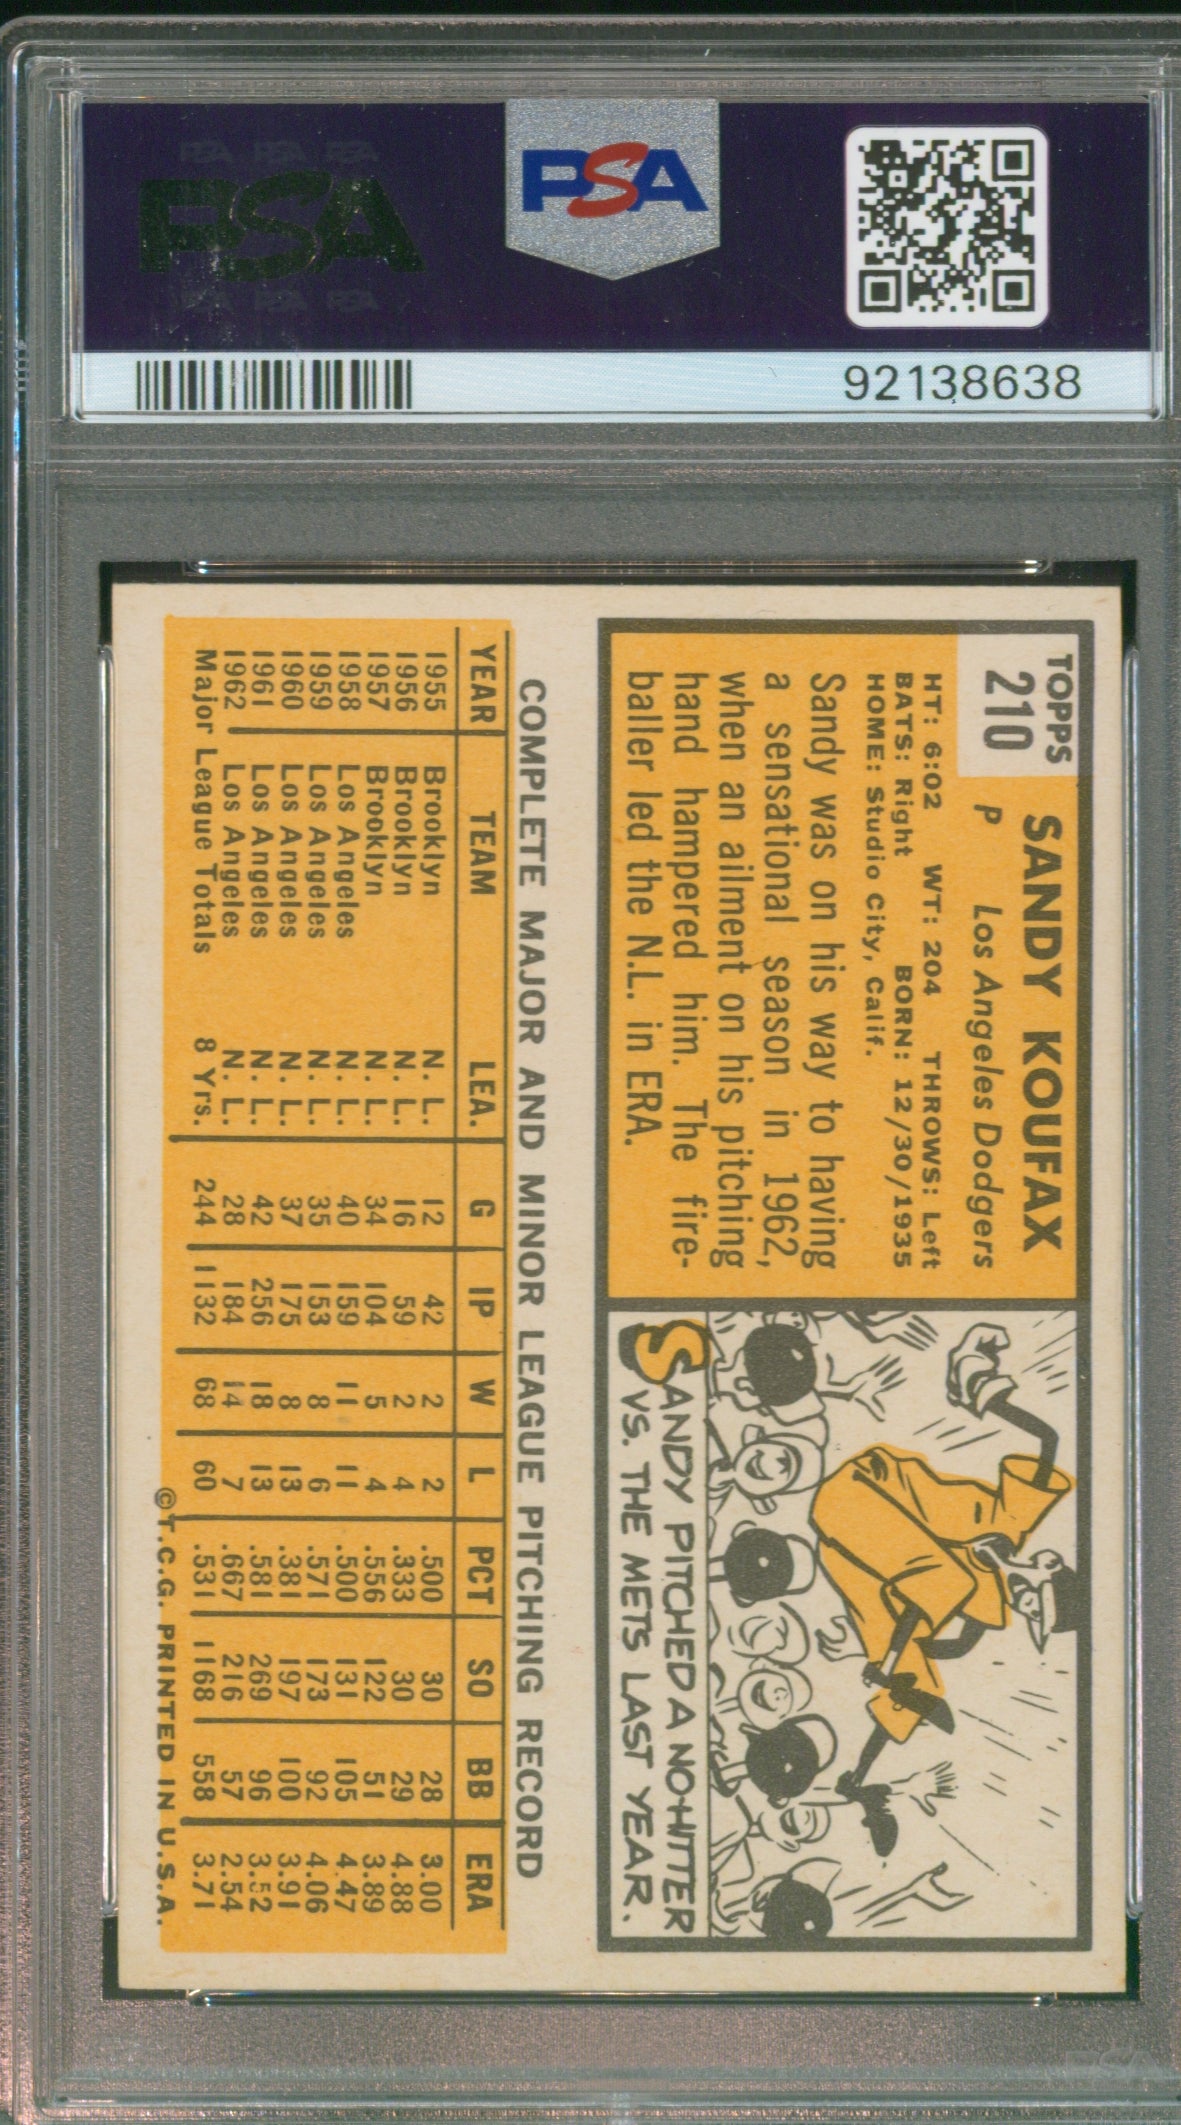 PSA PSA PSA
PSA
PSA PSA PSA
PSA
92138638
TOPPS
210
SANDY KOUFAX
P Los Angeles Dodgers
HT: 6:02 WT: 204 THROWS: Left
BATS: Right BORN: 12/30/1935
HOME: Studio City, Calif.
Sandy was on his way to having
a sensational season in 1962,
when an ailment on his pitching
hand hampered him. The fire-
baller led the N.L. in ERA.
SANDY PITCHED A NO-HITTER
VS. THE METS LAST YEAR.
COMPLETE MAJOR AND MINOR LEAGUE PITCHING RECORD
YEAR TEAM LEA. G IP W L PCT SO BB ERA
1955 Brooklyn N. L. 12 42 2 2 .500 30 28 3.00
1956 Brooklyn N. L. 16 59 2 4 .333 30 29 4.88
1957 Brooklyn N. L. 34 104 5 4 .556 122 51 3.89
1958 Los Angeles N. L. 40 159 11 11 .500 131 105 4.47
1959 Los Angeles N. L. 35 153 8 6 .571 173 92 4.06
1960 Los Angeles N. L. 37 175 8 13 .381 197 100 3.91
1961 Los Angeles N. L. 42 256 18 13 .581 269 96 3.52
1962 Los Angeles N. L. 28 184 14 7 .667 216 57 2.54
Major League Totals 8 Yrs. 244 1132 68 60 .531 1168 558 3.71
©T.C.G. PRINTED IN U.S.A.
PSA